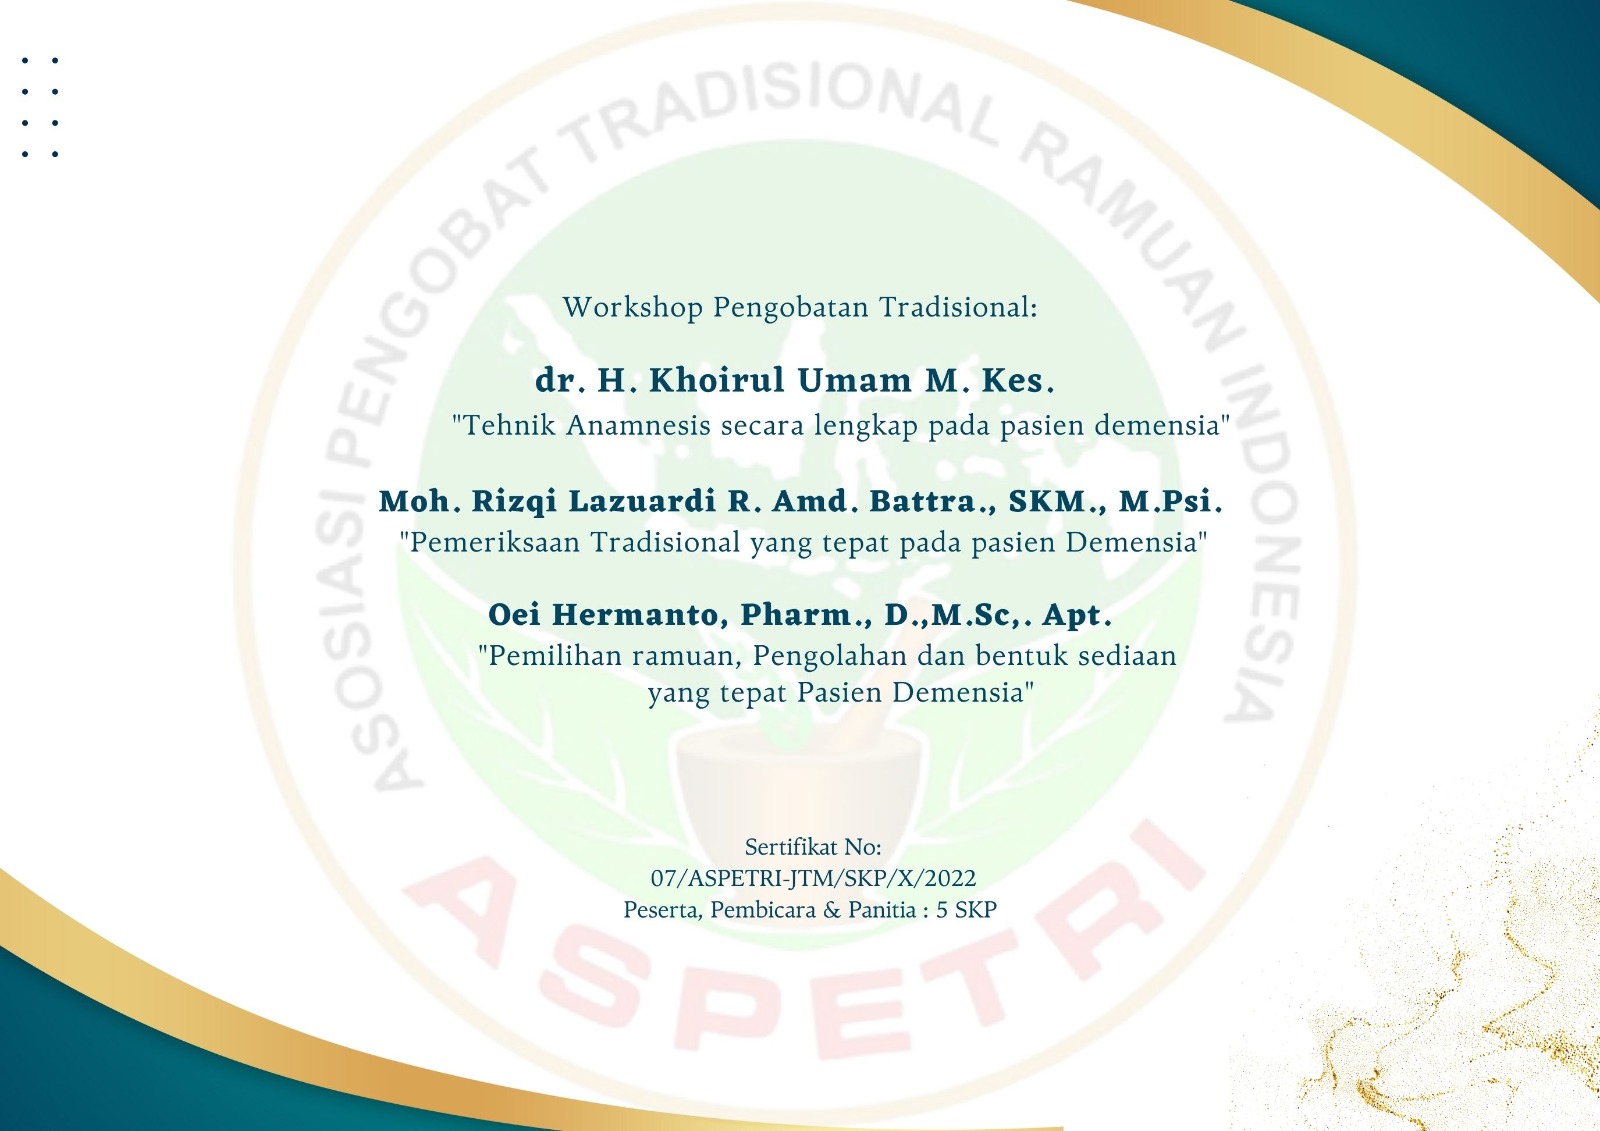 ASOSIASI PENGOBAT TRADISIONAL RAMUAN INDONESIA
Workshop Pengobatan Tradisional:
dr. H. Khoirul Umam M. Kes.
"Tehnik Anamnesis secara lengkap pada pasien demensia"
Moh. Rizqi Lazuardi R. Amd. Battra., SKM., M.Psi.
"Pemeriksaan Tradisional yang tepat pada pasien Demensia"
Oei Hermanto, Pharm., D.,M.Sc,. Apt.
"Pemilihan ramuan, Pengolahan dan bentuk sediaan
yang tepat Pasien Demensia"
Sertifikat No:
07/ASPETRI-JTM/SKP/X/2022
Peserta, Pembicara & Panitia : 5 SKP
ASPETRI